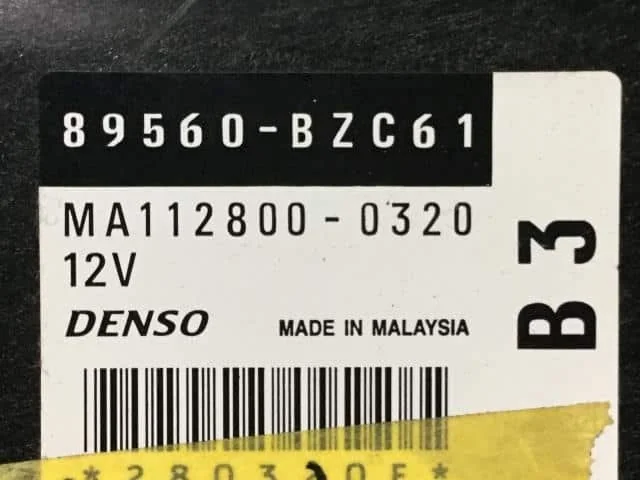 89560-BZC61
MA112800-0320
12V
DENSO MADE IN MALAYSIA
B3